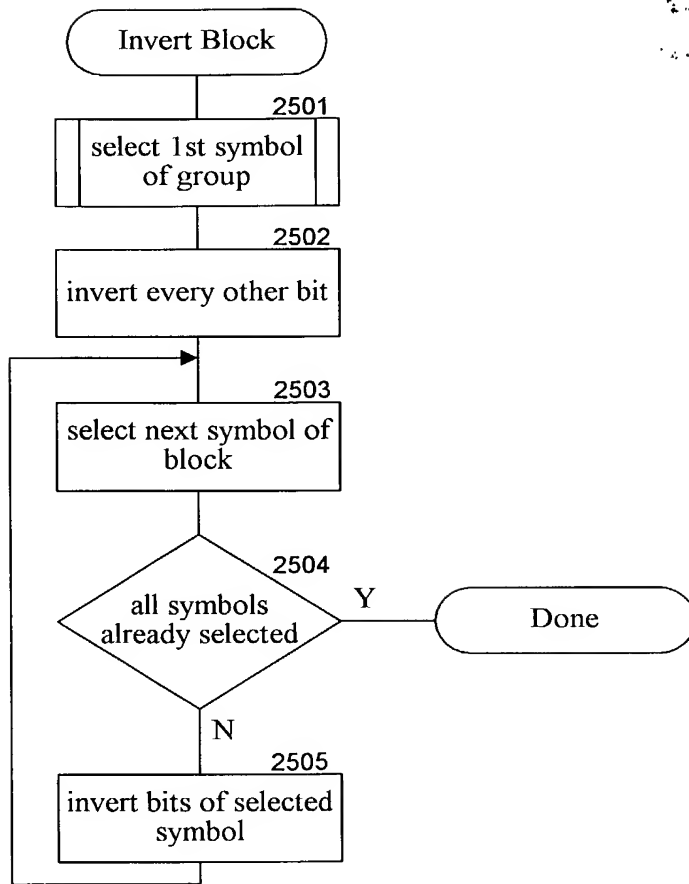 Invert Block
2501
select 1st symbol
of group
2502
invert every other bit
2503
select next symbol of
block
2504
all symbols
already selected
Y
Done
N
2505
invert bits of selected
symbol